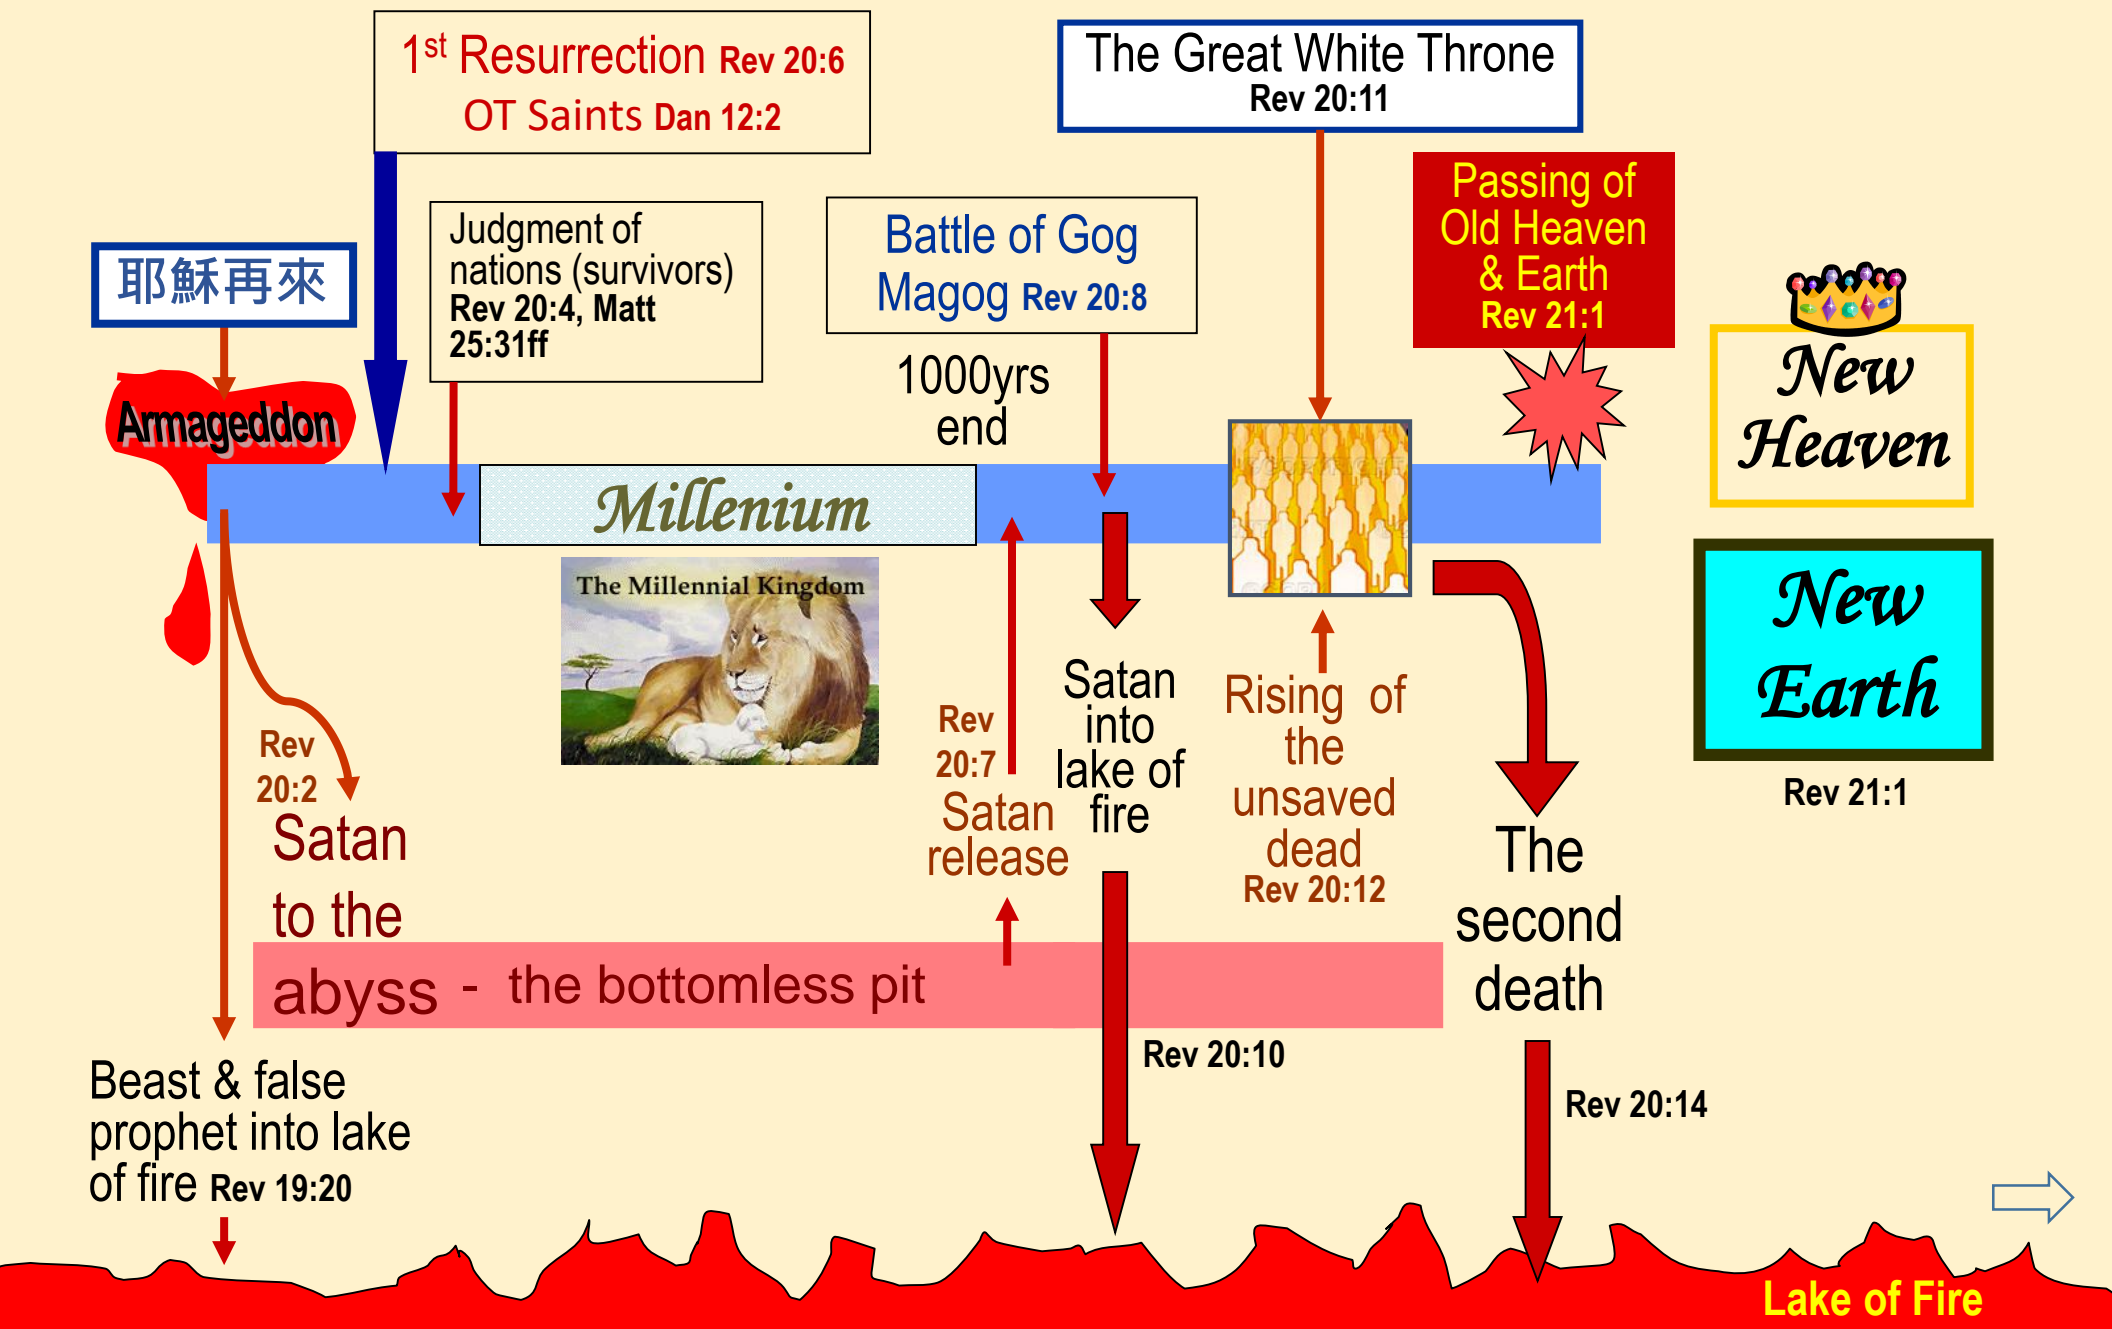 1st Resurrection Rev 20:6
OT Saints Dan 12:2
The Great White Throne
Rev 20:11
Passing of
Old Heaven
& Earth
Rev 21:1
Judgment of
nations (survivors)
Rev 20:4, Matt
25:31ff
Battle of Gog
Magog Rev 20:8
耶穌再來
1000yrs
end
Armageddon
New
Heaven
Millenium
The Millennial Kingdom
New
Earth
Rev 21:1
Rev
20:2
Satan
to the
abyss - the bottomless pit
Rev
20:7
Satan
release
Satan
into
lake of
fire
Rising of
the
unsaved
dead
Rev 20:12
The
second
death
Rev 20:10
Rev 20:14
Beast & false
prophet into lake
of fire Rev 19:20
Lake of Fire